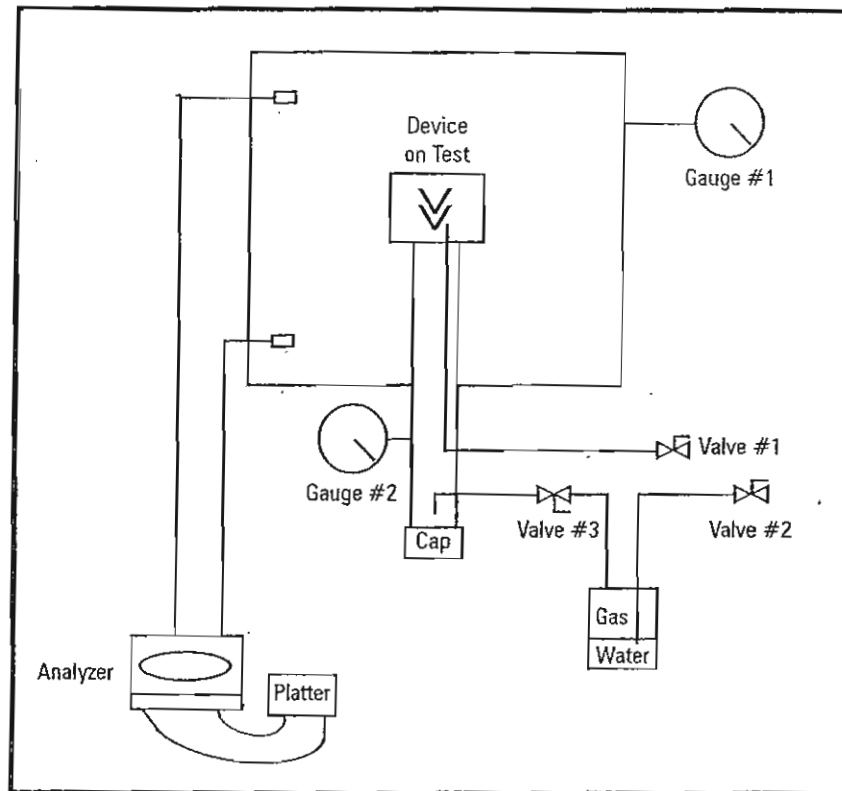 Device
on Test
Gauge #1
Gauge #2
Valve #1
Valve #3
Valve #2
Cap
Gas
Water
Analyzer
Platter